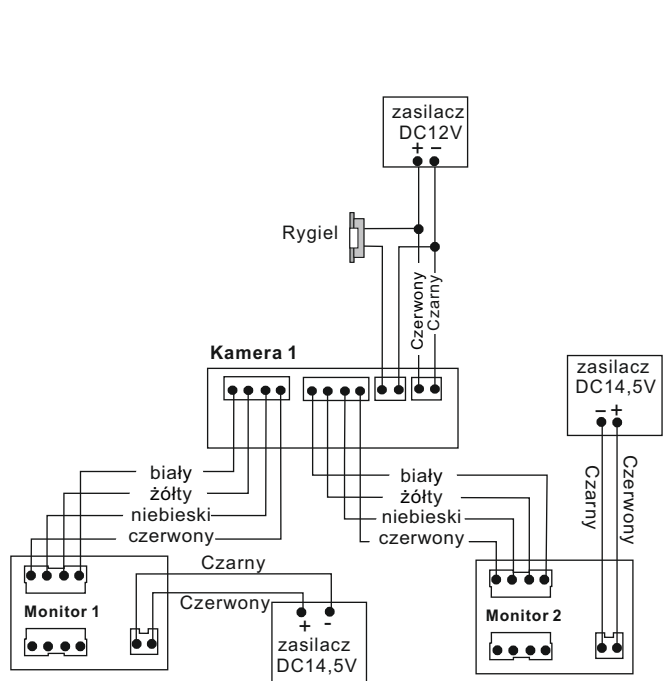 zasilacz
DC12V
+ –
Rygiel
Czerwony
Czarny
Kamera 1
zasilacz
DC14,5V
– +
Czarny
Czerwony
biały
żółty
niebieski
czerwony
biały
żółty
niebieski
czerwony
Czarny
Czerwony
Monitor 1
+ -
zasilacz
DC14,5V
Monitor 2